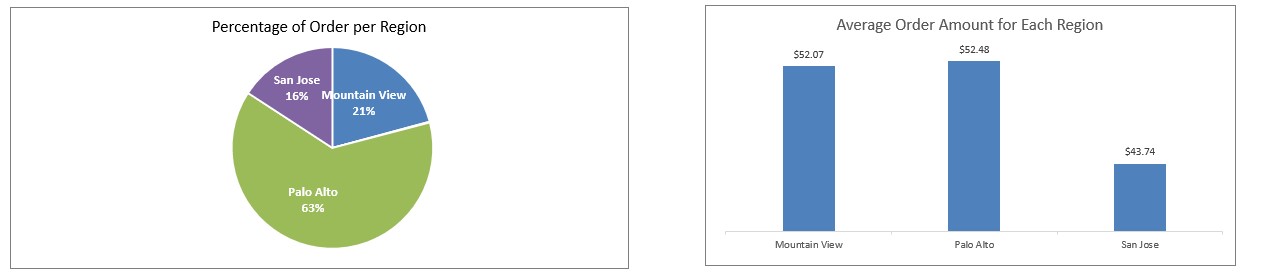 Percentage of Order per Region
San Jose
16%
Mountain View
21%
Palo Alto
63%
Average Order Amount for Each Region
$52.07
$52.48
$43.74
Mountain View
Palo Alto
San Jose